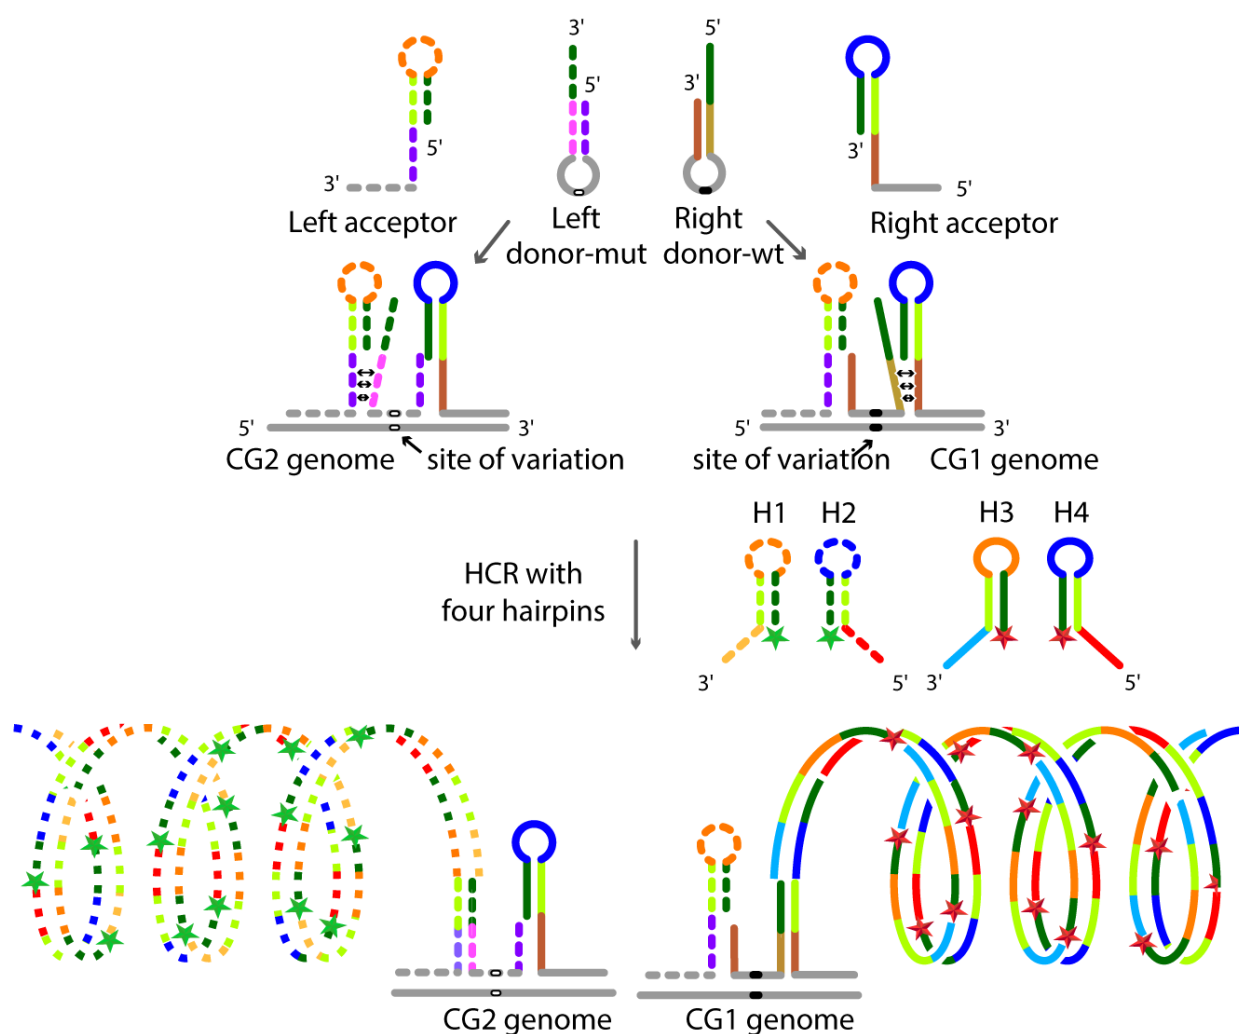 3'
5'
3'
5'
5'
3'
3'
3'
5'
Left acceptor
Left
donor-mut
Right
donor-wt
Right acceptor
5'
3'
5'
3'
CG2 genome
site of variation
site of variation
CG1 genome
H1
H2
H3
H4
HCR with
four hairpins
3'
5'
3'
5'
CG2 genome
CG1 genome